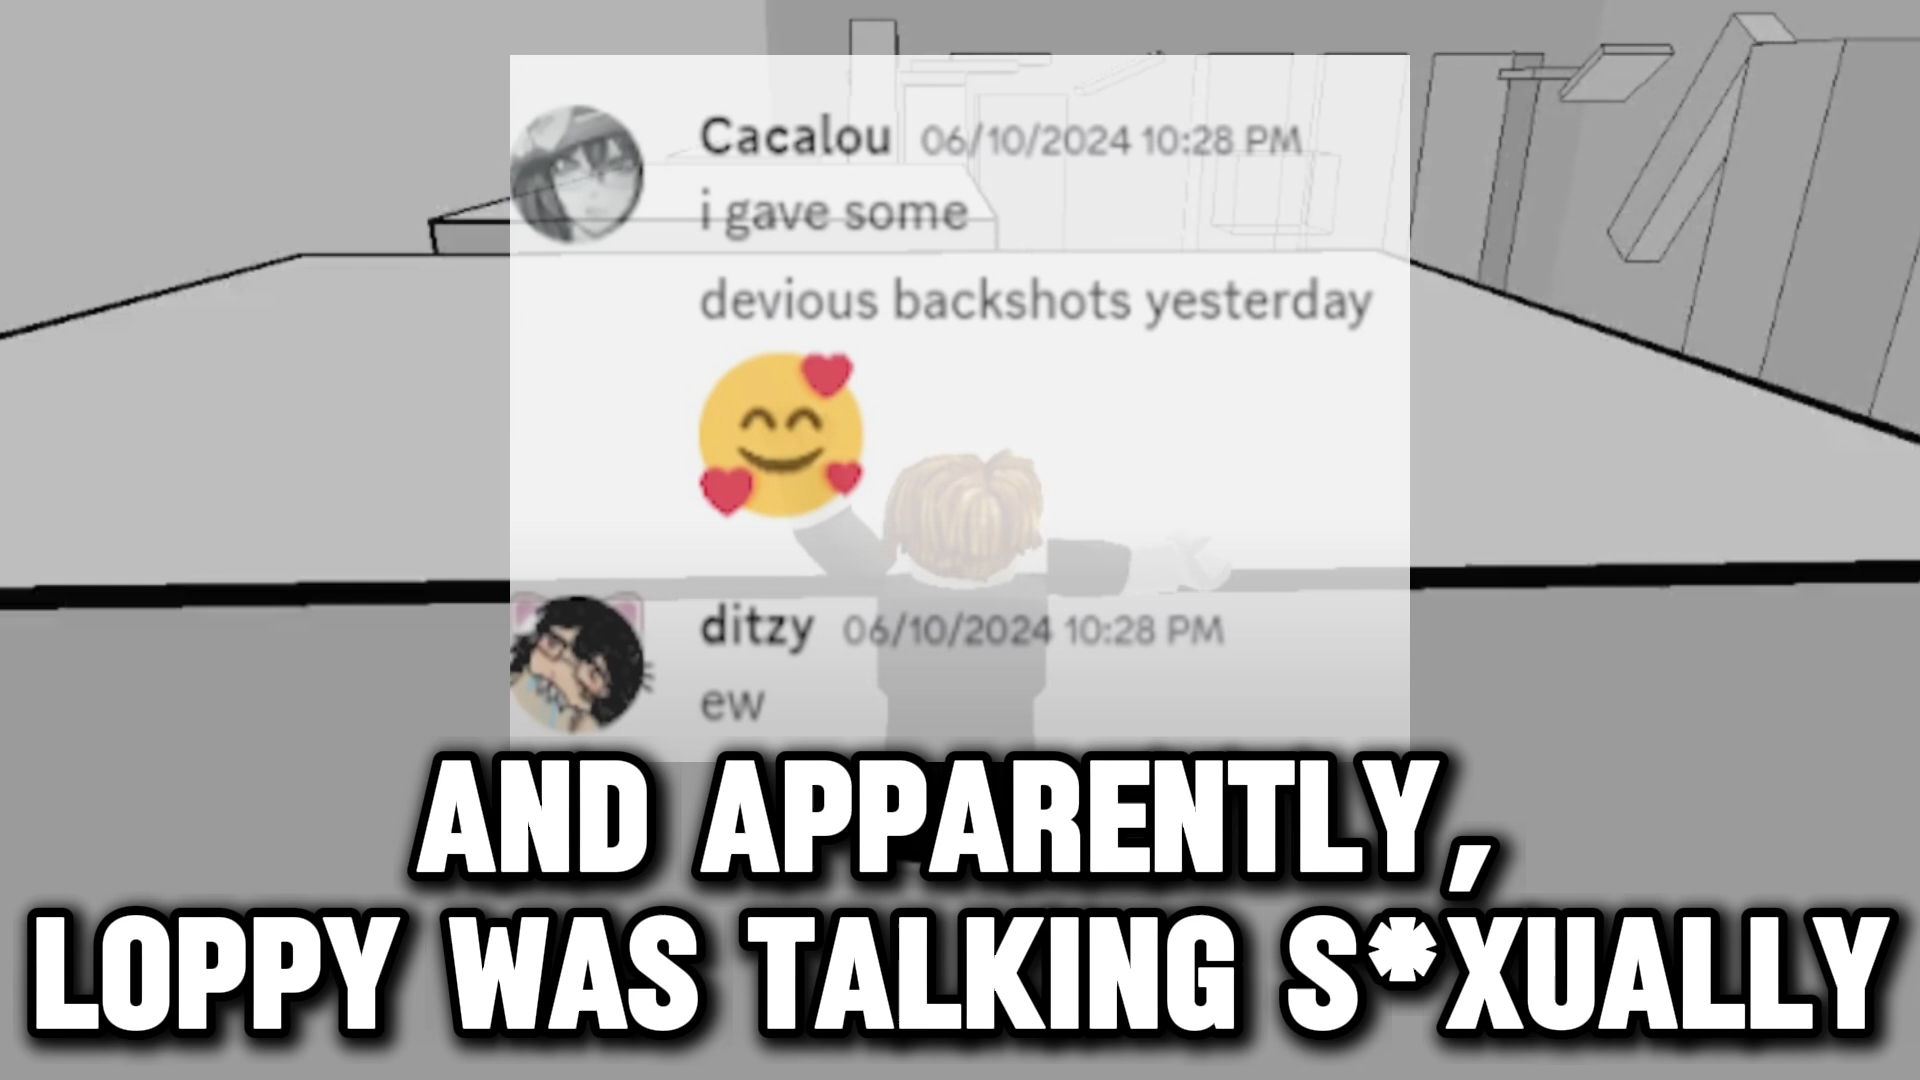 Cacalou 06/10/2024 10:28 PM
i gave some
devious backshots yesterday
ditzy 06/10/2024 10:28 PM
ew
AND APPARENTLY,
LOPPY WAS TALKING S*XUALLY